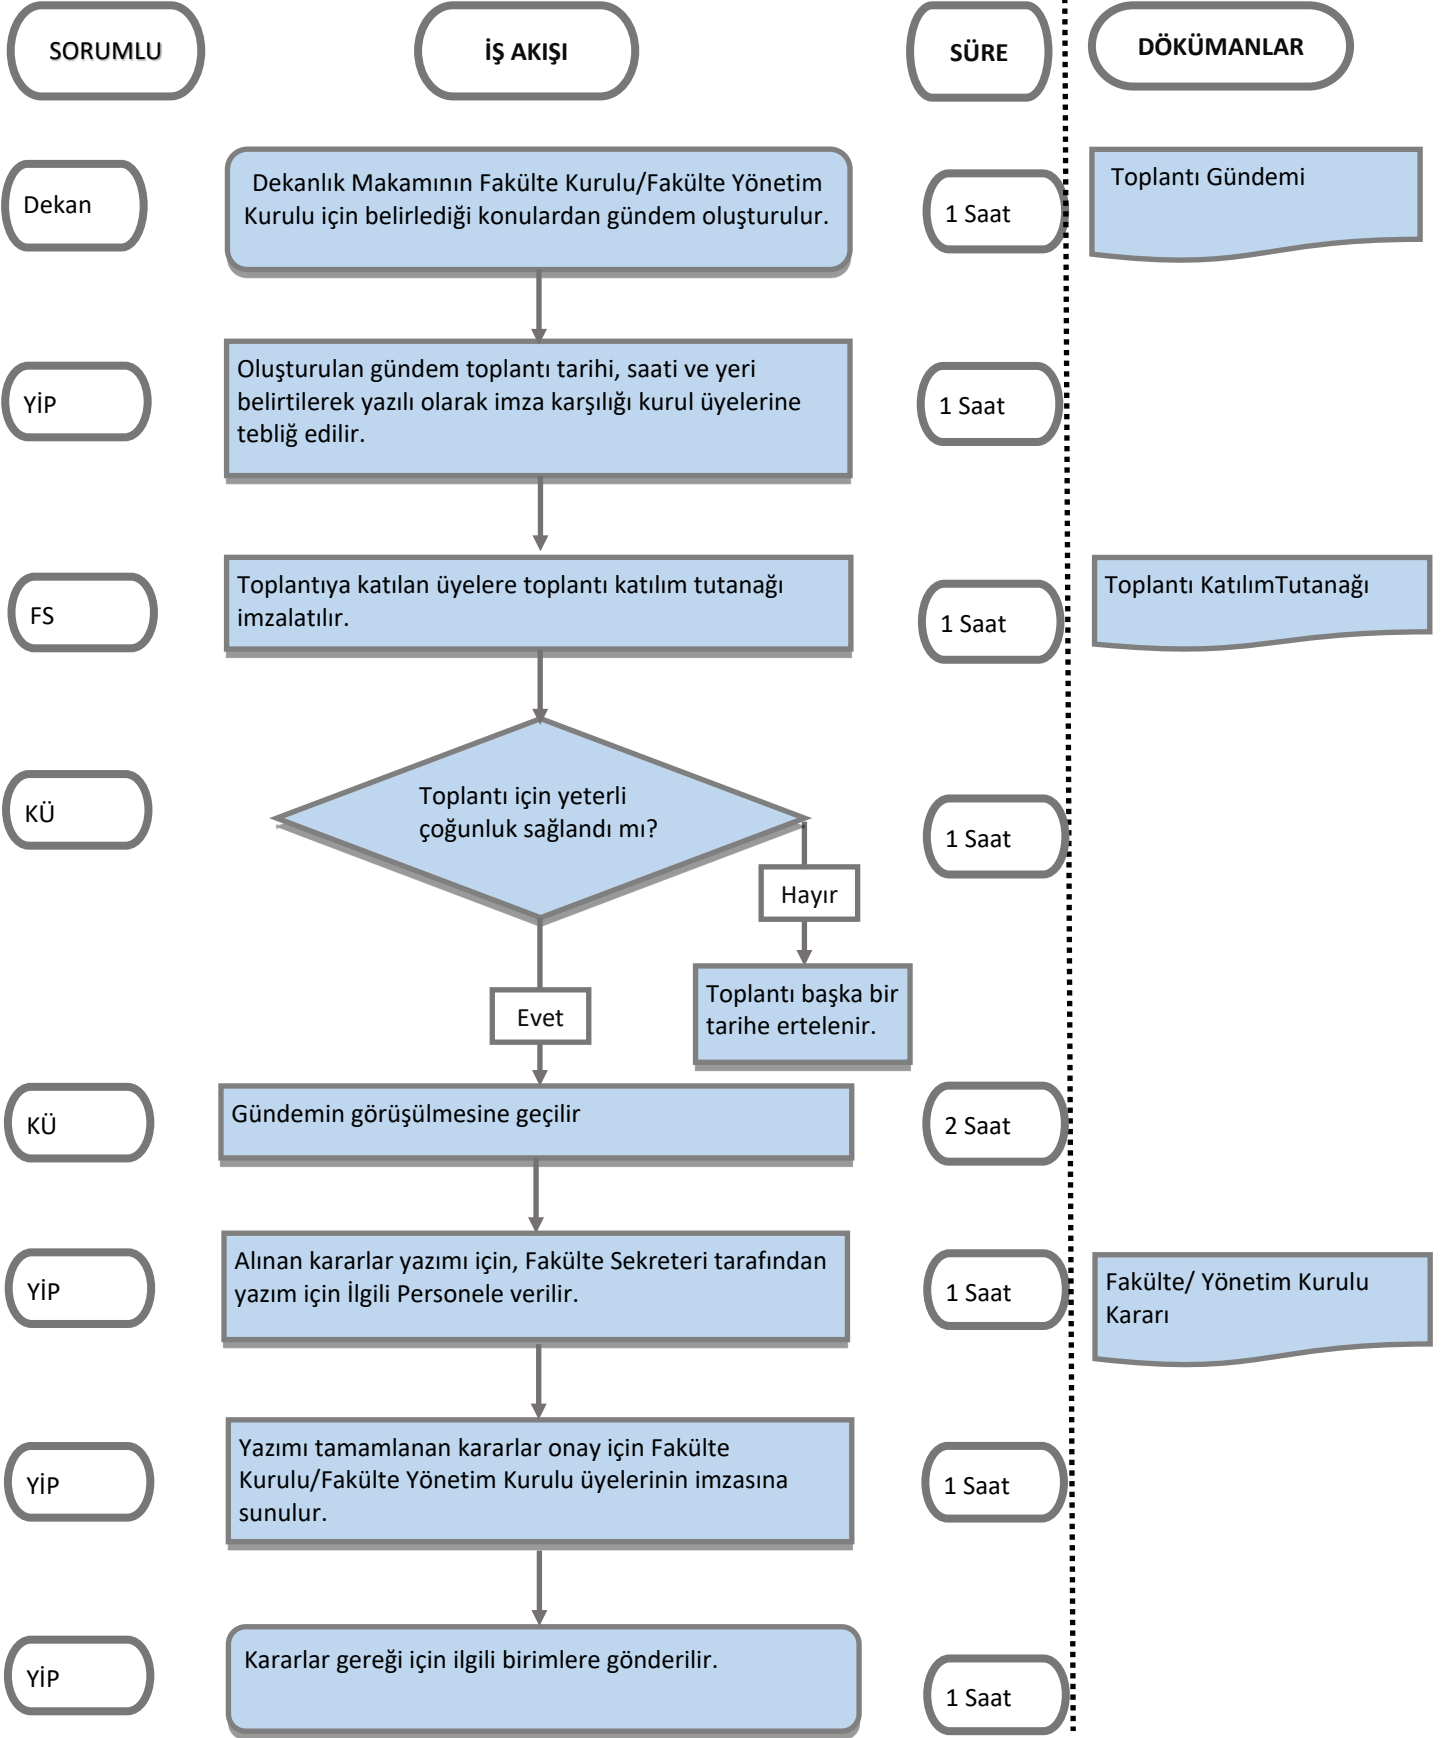 SORUMLU
İŞ AKIŞI
SÜRE
DÖKÜMANLAR
Dekan
Dekanlık Makamının Fakülte Kurulu/Fakülte Yönetim
Kurulu için belirlediği konulardan gündem oluşturulur.
1 Saat
Toplantı Gündemi
YİP
Oluşturulan gündem toplantı tarihi, saati ve yeri
belirtilerek yazılı olarak imza karşılığı kurul üyelerine
tebliğ edilir.
1 Saat
FS
Toplantıya katılan üyelere toplantı katılım tutanağı
imzalatılır.
1 Saat
Toplantı KatılımTutanağı
KÜ
Toplantı için yeterli
çoğunluk sağlandı mı?
1 Saat
Hayır
Toplantı başka bir
tarihe ertelenir.
Evet
KÜ
Gündemin görüşülmesine geçilir
2 Saat
YİP
Alınan kararlar yazımı için, Fakülte Sekreteri tarafından
yazım için İlgili Personele verilir.
1 Saat
Fakülte/ Yönetim Kurulu
Kararı
YİP
Yazımı tamamlanan kararlar onay için Fakülte
Kurulu/Fakülte Yönetim Kurulu üyelerinin imzasına
sunulur.
1 Saat
YİP
Kararlar gereği için ilgili birimlere gönderilir.
1 Saat